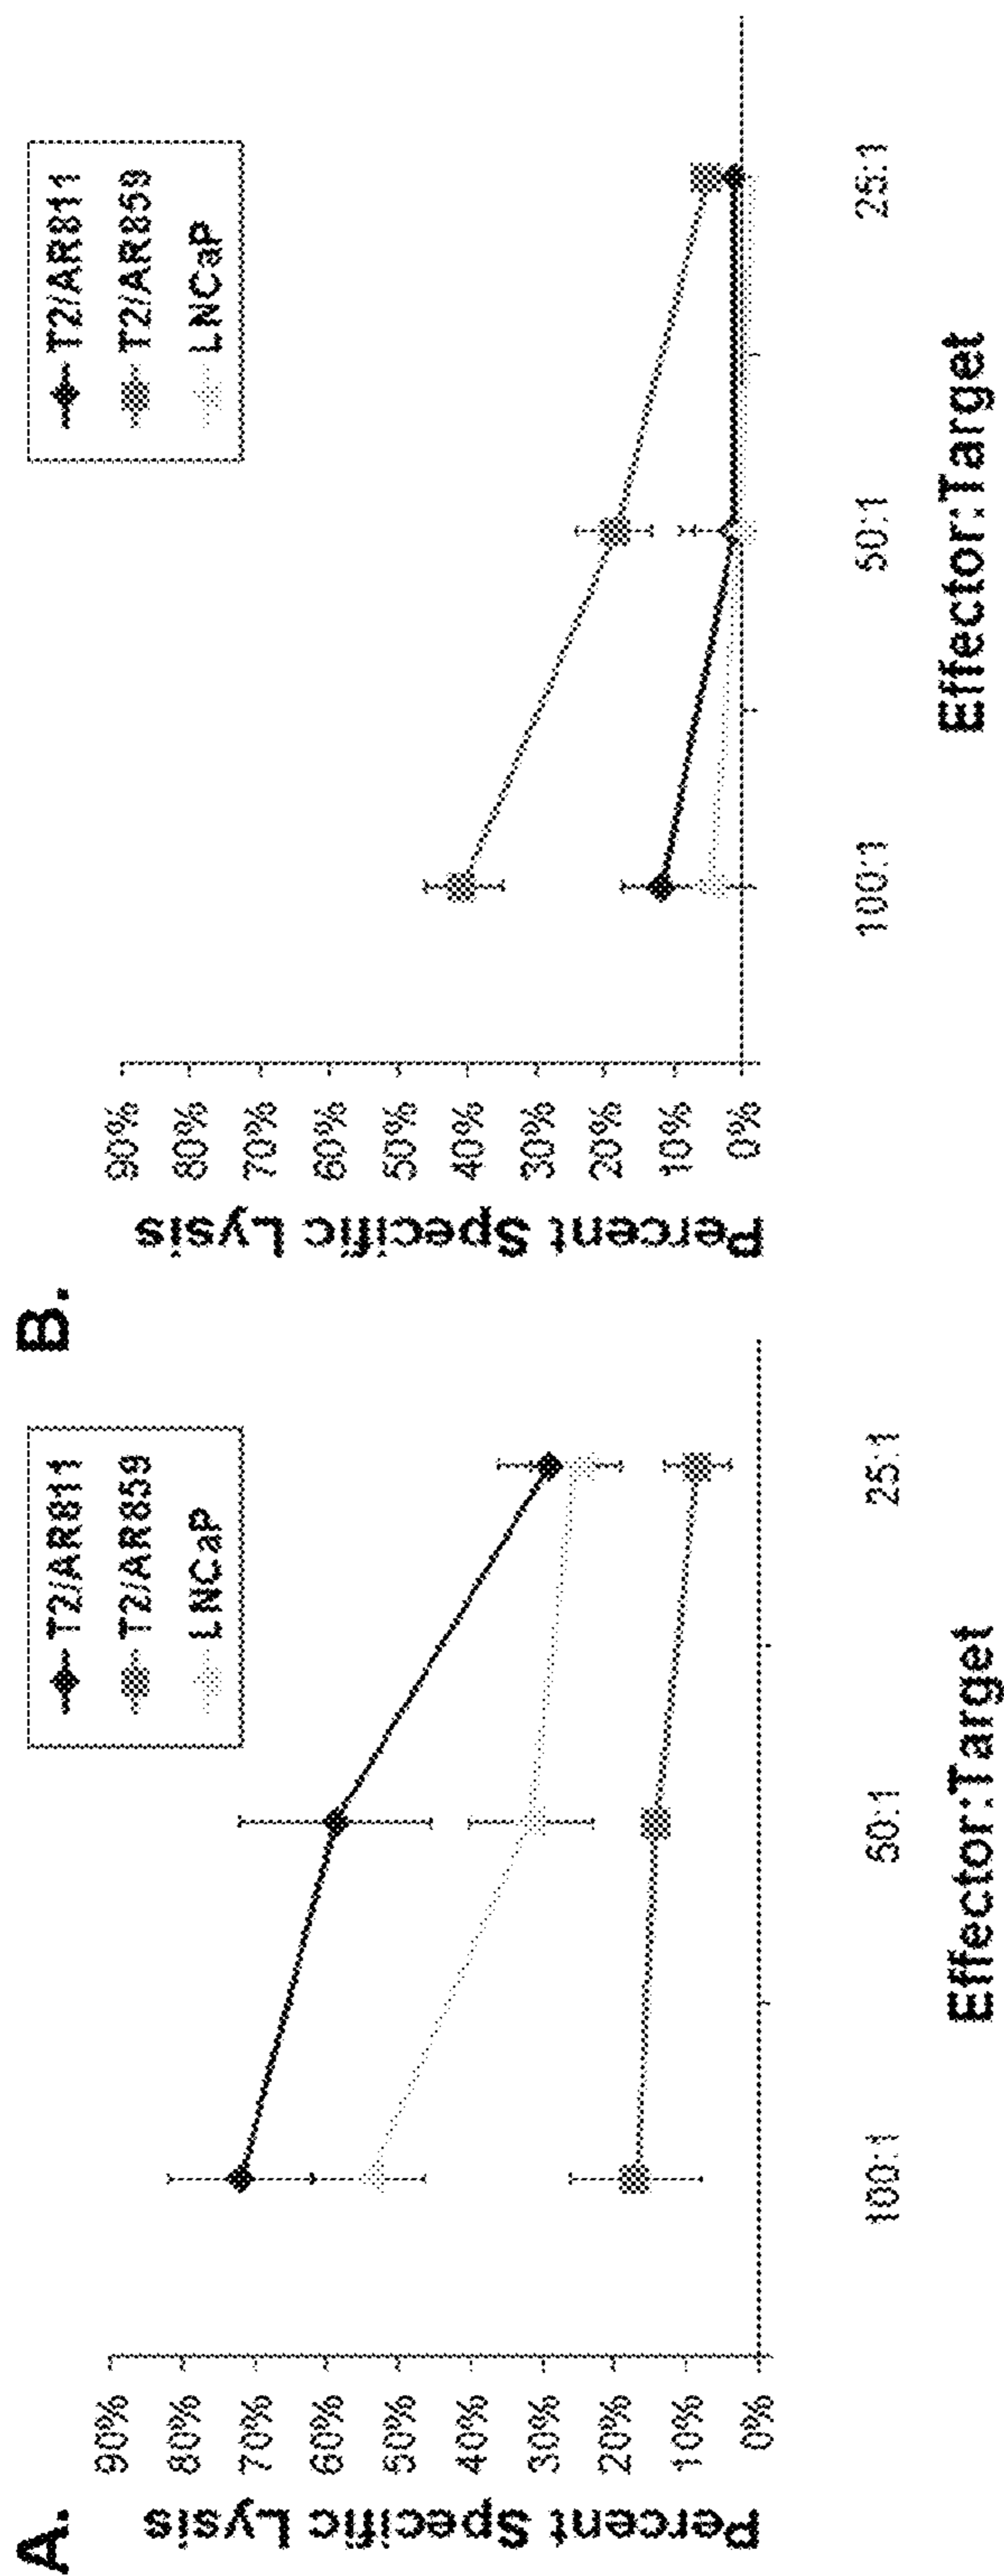 A.
Percent Specific Lysis
90%
80%
70%
60%
50%
40%
30%
20%
10%
0%
T2/AR811
T2/AR859
LNCaP
100:1
50:1
25:1
Effector:Target
B.
Percent Specific Lysis
90%
80%
70%
60%
50%
40%
30%
20%
10%
0%
T2/AR811
T2/AR859
LNCaP
100:1
50:1
25:1
Effector:Target